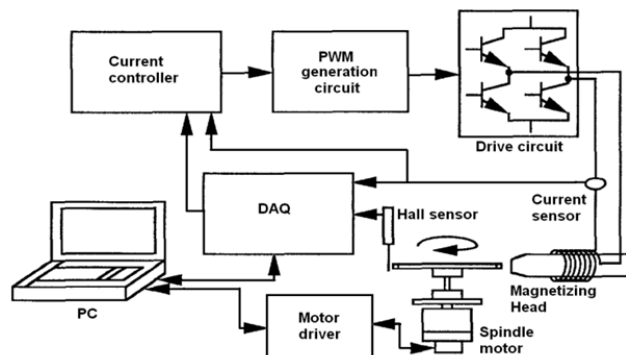 Current
controller
PWM
generation
circuit
Drive circuit
DAQ
Hall sensor
Current
sensor
PC
Motor
driver
Spindle
motor
Magnetizing
Head